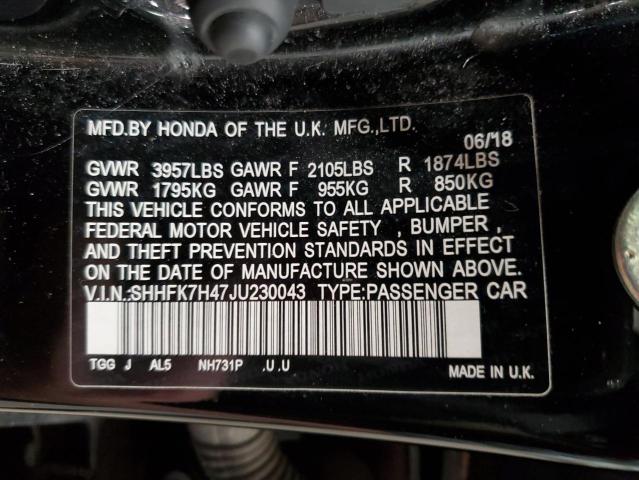 MFD.BY HONDA OF THE U.K. MFG.,LTD.
06/18
GVWR 3957LBS GAWR F 2105LBS R 1874LBS
GVWR 1795KG GAWR F 955KG R 850KG
THIS VEHICLE CONFORMS TO ALL APPLICABLE
FEDERAL MOTOR VEHICLE SAFETY , BUMPER ,
AND THEFT PREVENTION STANDARDS IN EFFECT
ON THE DATE OF MANUFACTURE SHOWN ABOVE.
V.I.N.:SHHFK7H47JU230043 TYPE:PASSENGER CAR
TGG J AL5 NH731P .U .U
MADE IN U.K.